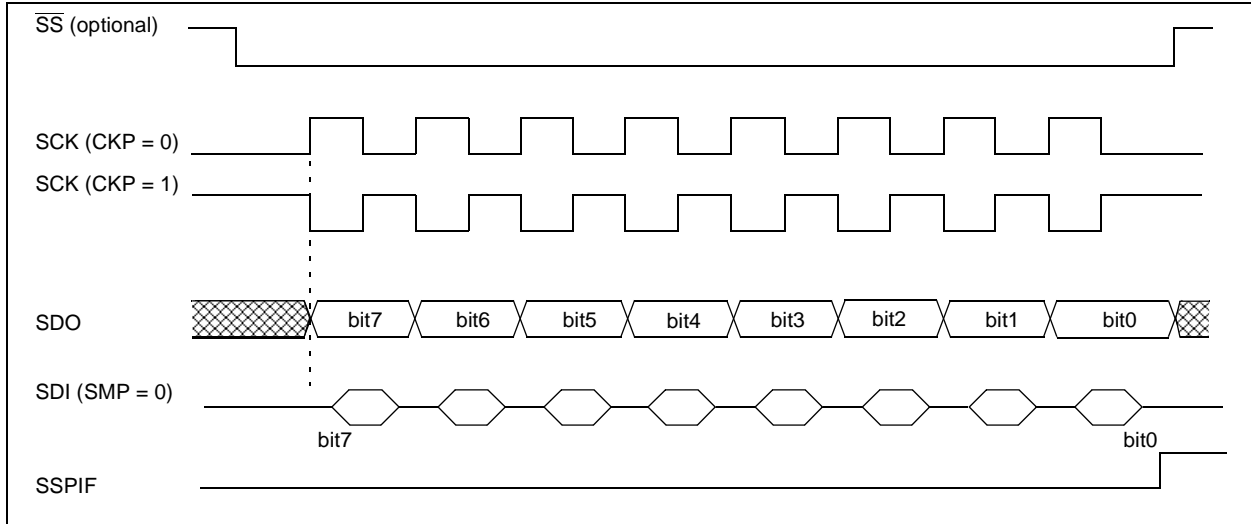 SS (optional)
SCK (CKP = 0)
SCK (CKP = 1)
SDO
bit7 bit6 bit5 bit4 bit3 bit2 bit1 bit0
SDI (SMP = 0)
bit7 bit0
SSPIF